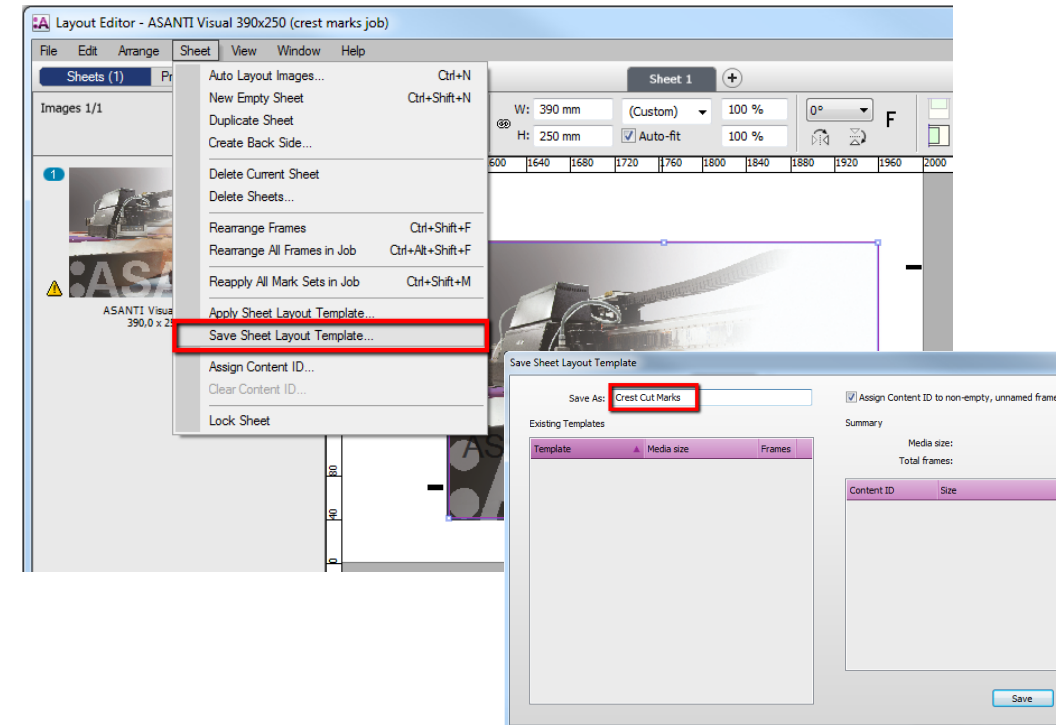 :A Layout Editor - ASANTI Visual 390x250 (crest marks job)
File Edit Arrange Sheet View Window Help
Sheets (1) Pr
Sheet 1 +
Images 1/1
W: 390 mm (Custom) 100 % 0° F
H: 250 mm Auto-fit 100 %
600 1640 1680 1720 1760 1800 1840 1880 1920 1960 2000
Auto Layout Images... Ctrl+N
New Empty Sheet Ctrl+Shift+N
Duplicate Sheet
Create Back Side...
Delete Current Sheet
Delete Sheets...
Rearrange Frames Ctrl+Shift+F
Rearrange All Frames in Job Ctrl+Alt+Shift+F
Reapply All Mark Sets in Job Ctrl+Shift+M
Apply Sheet Layout Template...
Save Sheet Layout Template...
Assign Content ID...
Clear Content ID...
Lock Sheet
1
:ASA
ASANTI Visua
390,0 x 25
80
40
0
AS
:A
Save Sheet Layout Template
Save As: Crest Cut Marks
Assign Content ID to non-empty, unnamed frame
Existing Templates
Template Media size Frames
Summary
Media size:
Total frames:
Content ID Size
Save